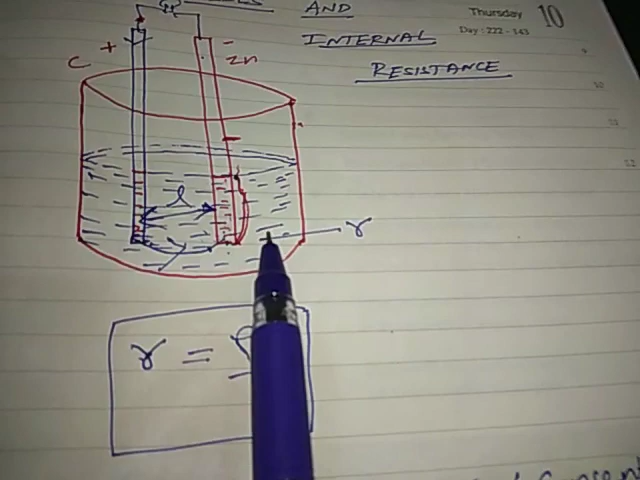 AND
INTERNAL
RESISTANCE
Thursday 10
Day : 222 - 143
C + - Zn
l
r
r =